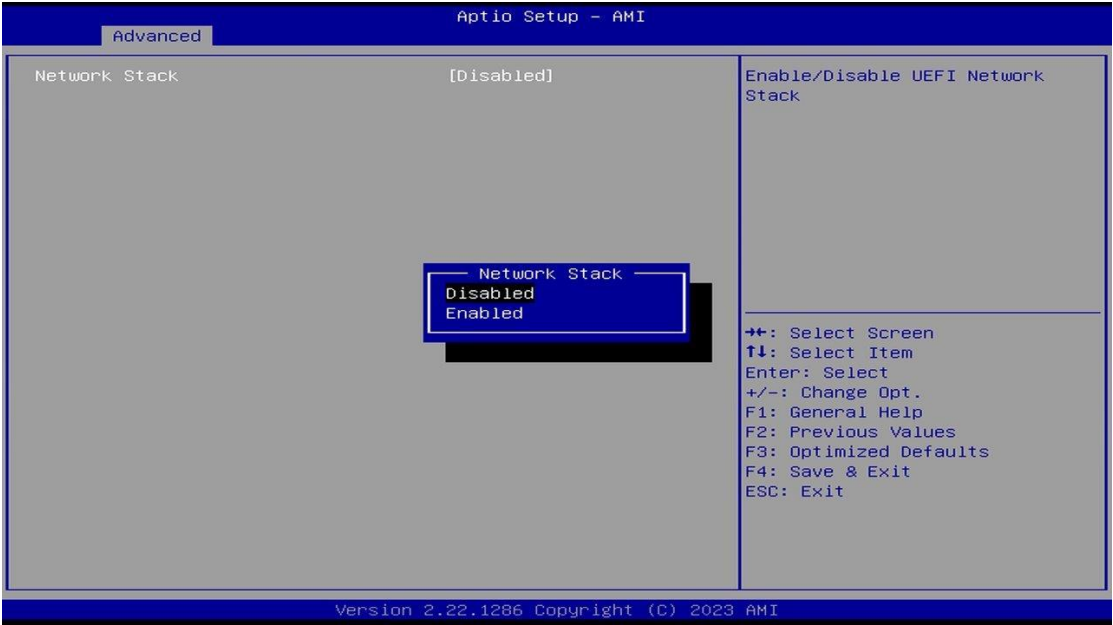 Aptio Setup – AMI
Advanced
Network Stack [Disabled]
Enable/Disable UEFI Network
Stack
Network Stack
Disabled
Enabled
→←: Select Screen
↑↓: Select Item
Enter: Select
+/-: Change Opt.
F1: General Help
F2: Previous Values
F3: Optimized Defaults
F4: Save & Exit
ESC: Exit
Version 2.22.1286 Copyright (C) 2023 AMI